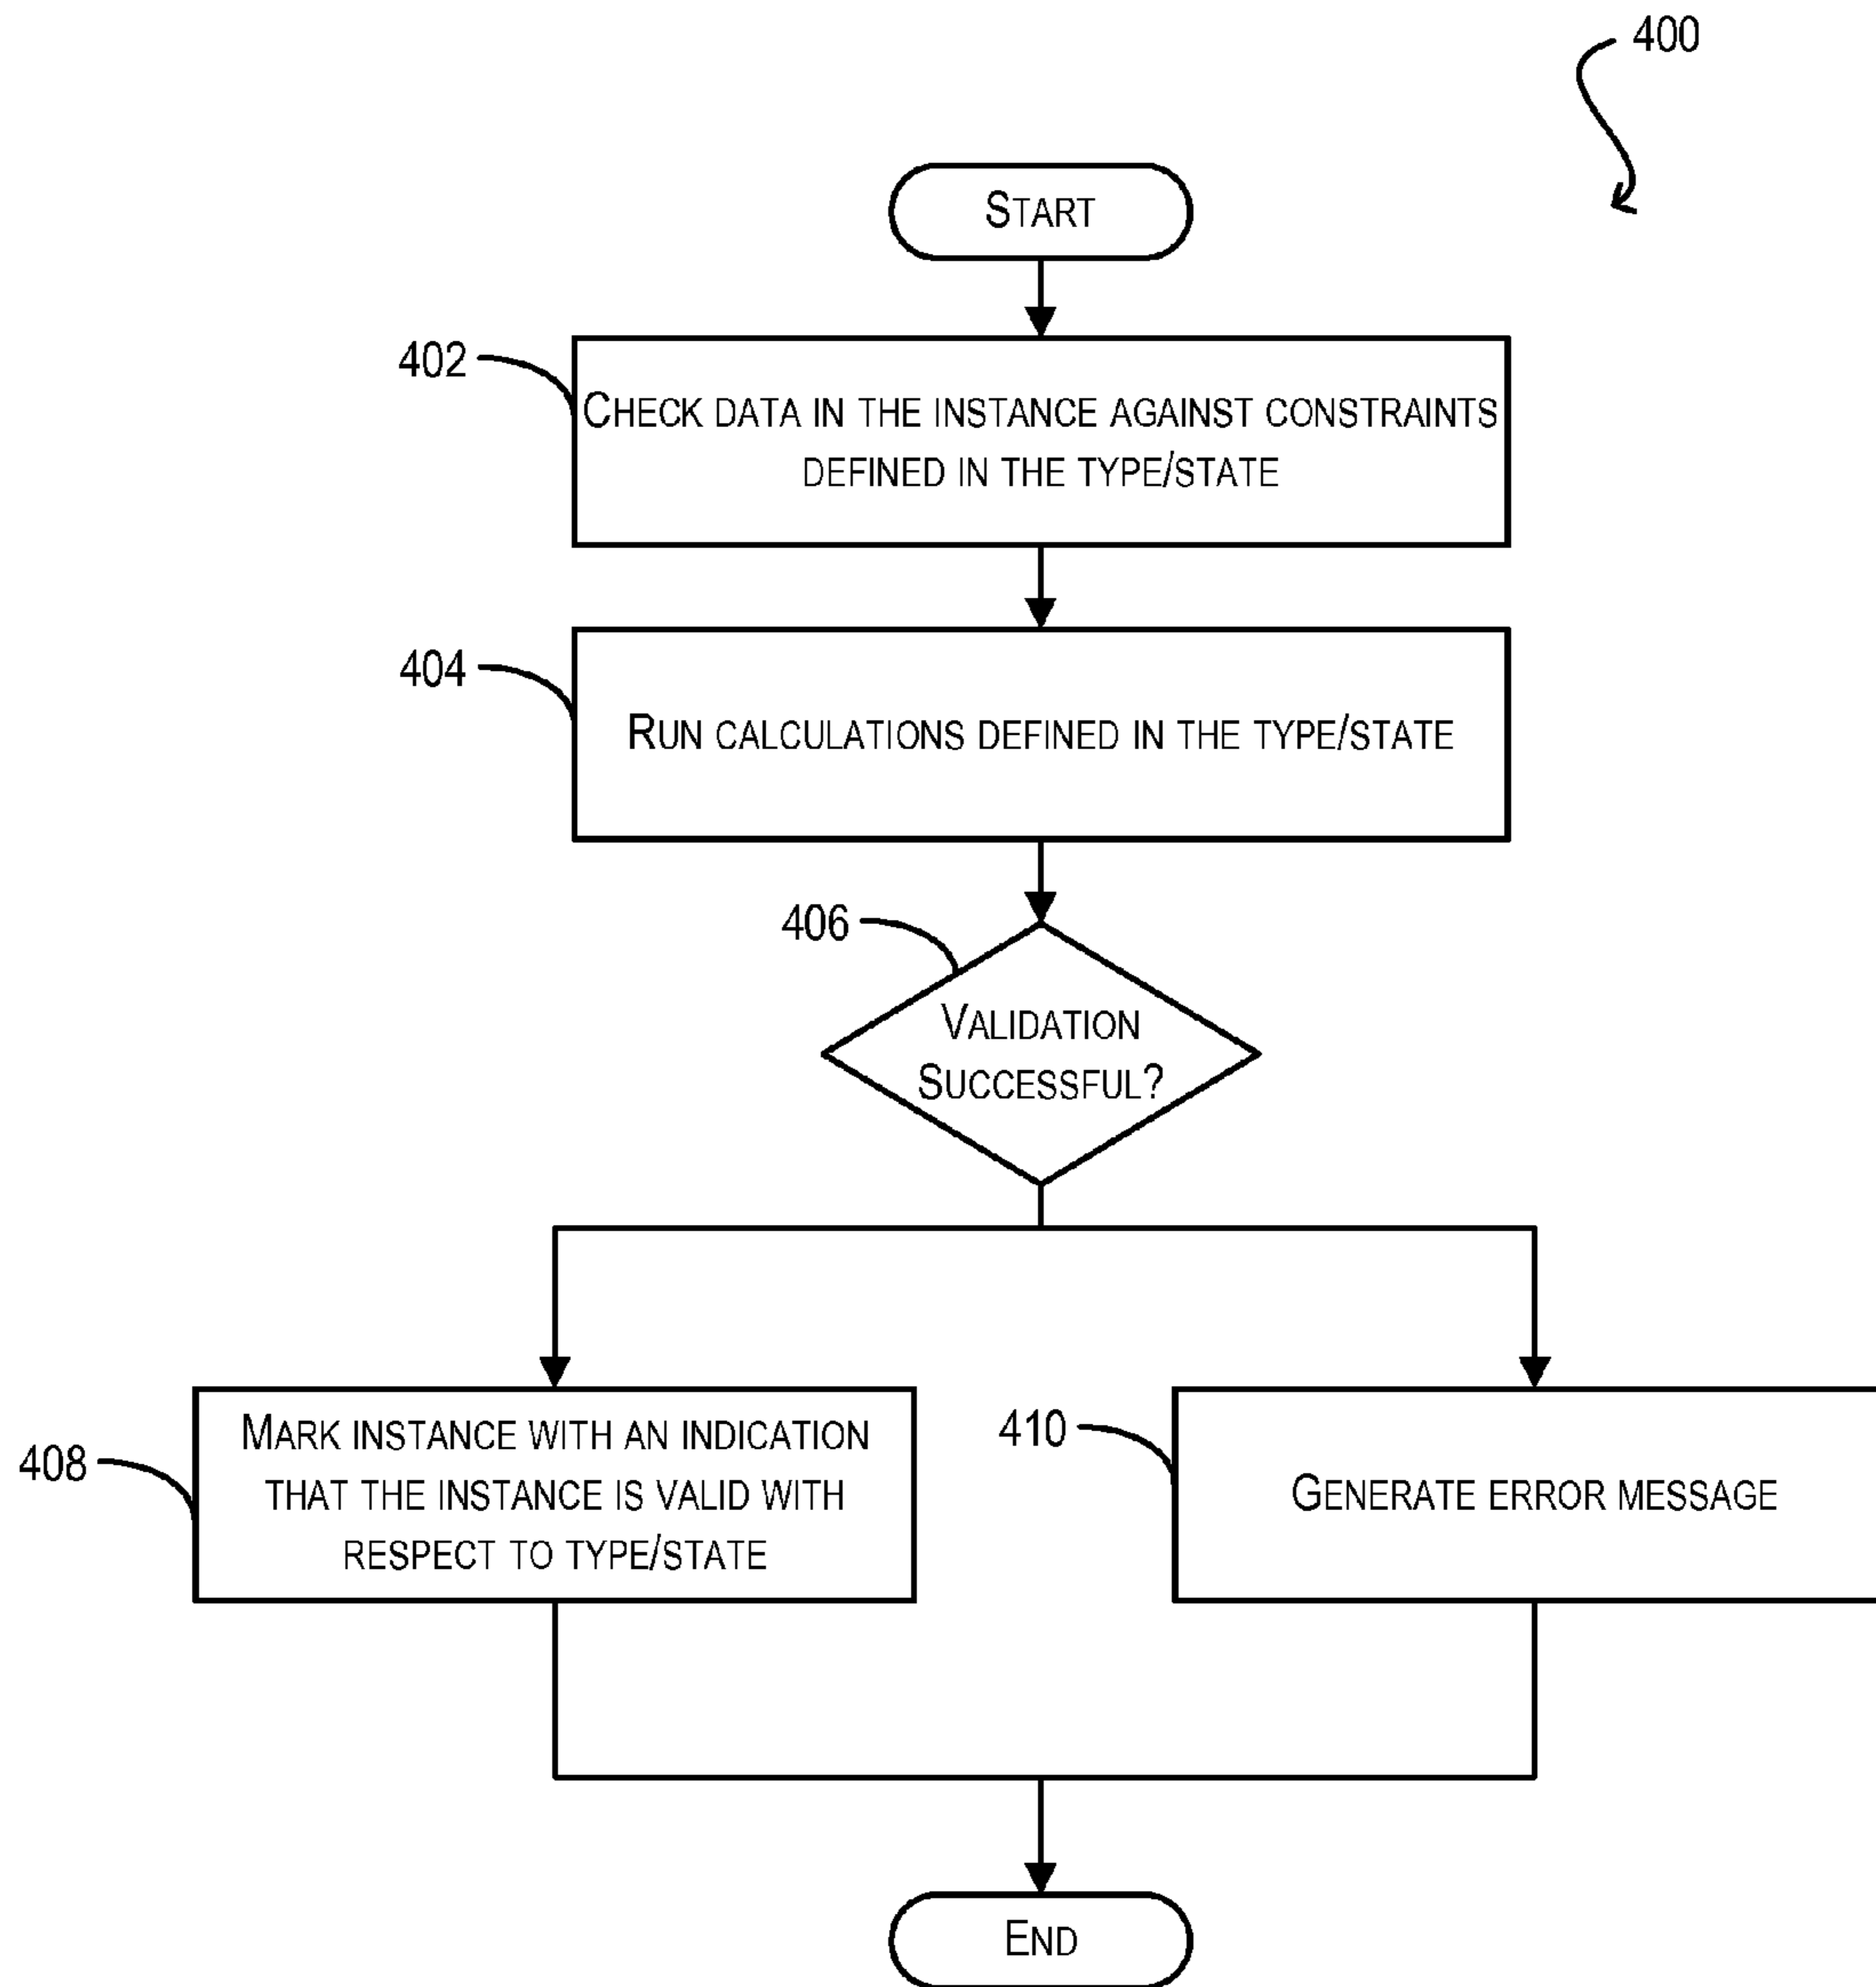 400
START
402
CHECK DATA IN THE INSTANCE AGAINST CONSTRAINTS
DEFINED IN THE TYPE/STATE
404
RUN CALCULATIONS DEFINED IN THE TYPE/STATE
406
VALIDATION
SUCCESSFUL?
408
MARK INSTANCE WITH AN INDICATION
THAT THE INSTANCE IS VALID WITH
RESPECT TO TYPE/STATE
410
GENERATE ERROR MESSAGE
END